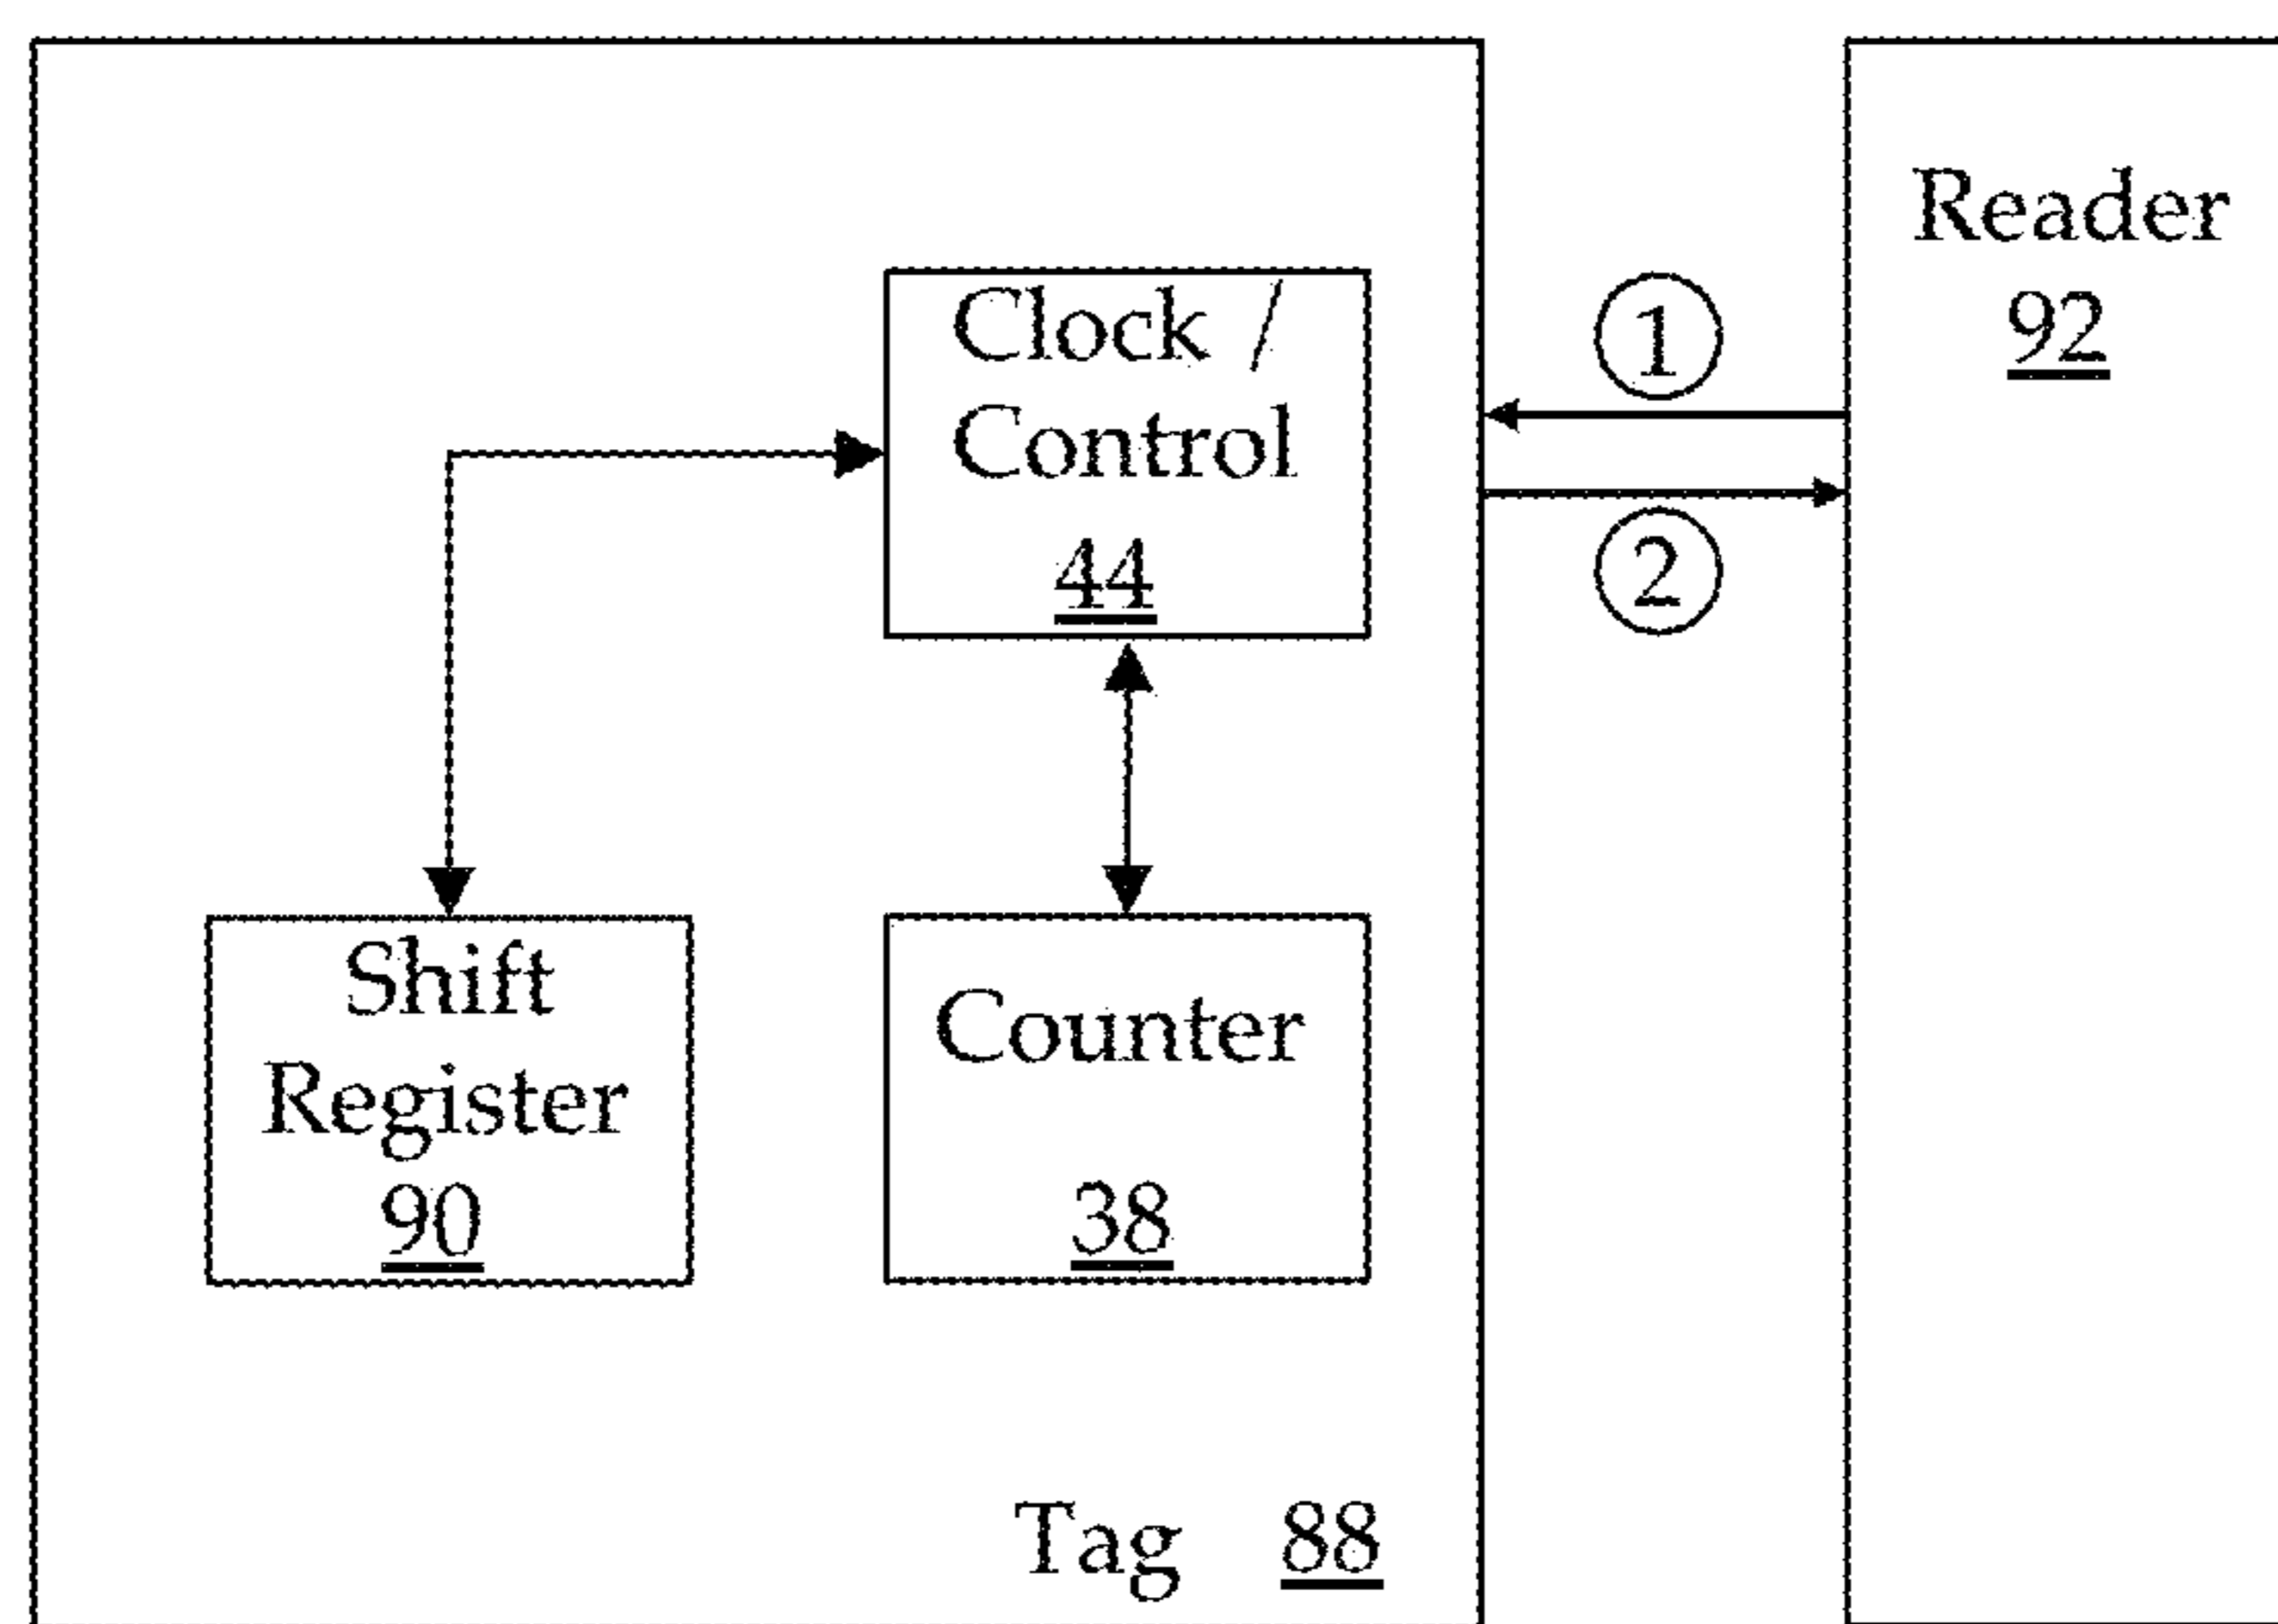 Clock /
Control
44
Shift
Register
90
Counter
38
Tag 88
1
2
Reader
92